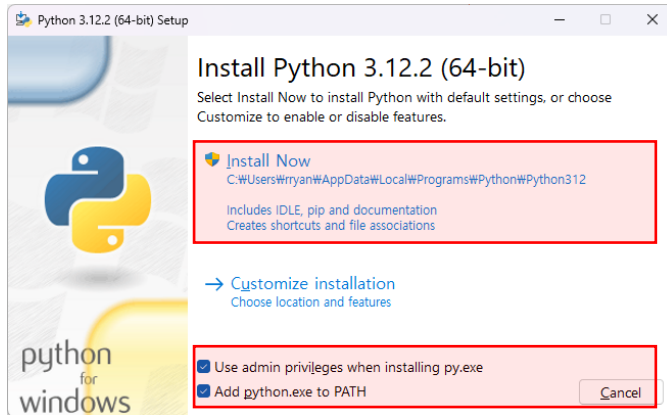 Python 3.12.2 (64-bit) Setup
Install Python 3.12.2 (64-bit)
Select Install Now to install Python with default settings, or choose
Customize to enable or disable features.
Install Now
C:₩Users₩rryan₩AppData₩Local₩Programs₩Python₩Python312
Includes IDLE, pip and documentation
Creates shortcuts and file associations
Customize installation
Choose location and features
Use admin privileges when installing py.exe
Add python.exe to PATH
Cancel
python
for
windows